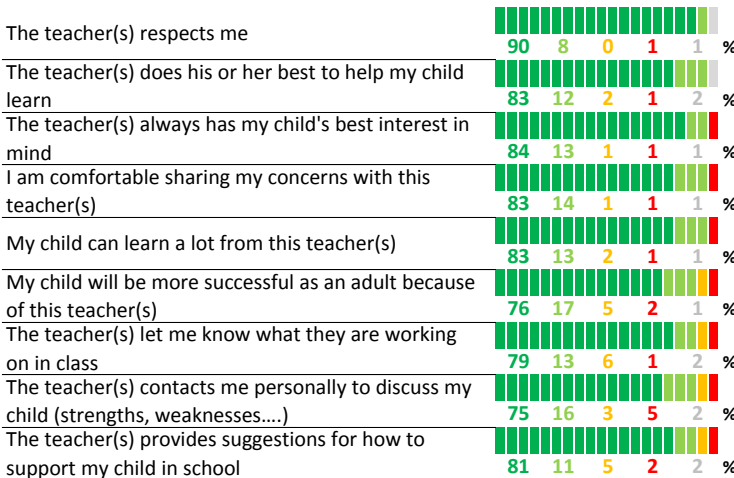 The teacher(s) respects me
90 8 0 1 1 %
The teacher(s) does his or her best to help my child
learn
83 12 2 1 2 %
The teacher(s) always has my child's best interest in
mind
84 13 1 1 1 %
I am comfortable sharing my concerns with this
teacher(s)
83 14 1 1 1 %
My child can learn a lot from this teacher(s)
83 13 2 1 1 %
My child will be more successful as an adult because
of this teacher(s)
76 17 5 2 1 %
The teacher(s) let me know what they are working
on in class
79 13 6 1 2 %
The teacher(s) contacts me personally to discuss my
child (strengths, weaknesses....)
75 16 3 5 2 %
The teacher(s) provides suggestions for how to
support my child in school
81 11 5 2 2 %